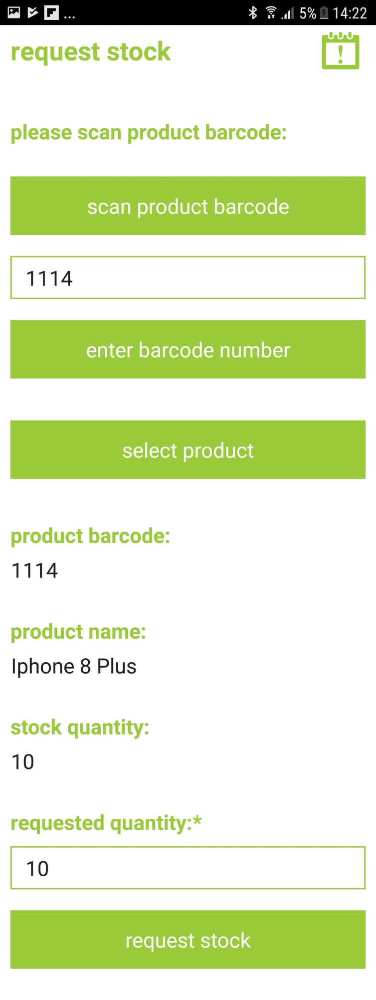 ... 5% 14:22
request stock
please scan product barcode:
scan product barcode
1114
enter barcode number
select product
product barcode:
1114
product name:
Iphone 8 Plus
stock quantity:
10
requested quantity:*
10
request stock